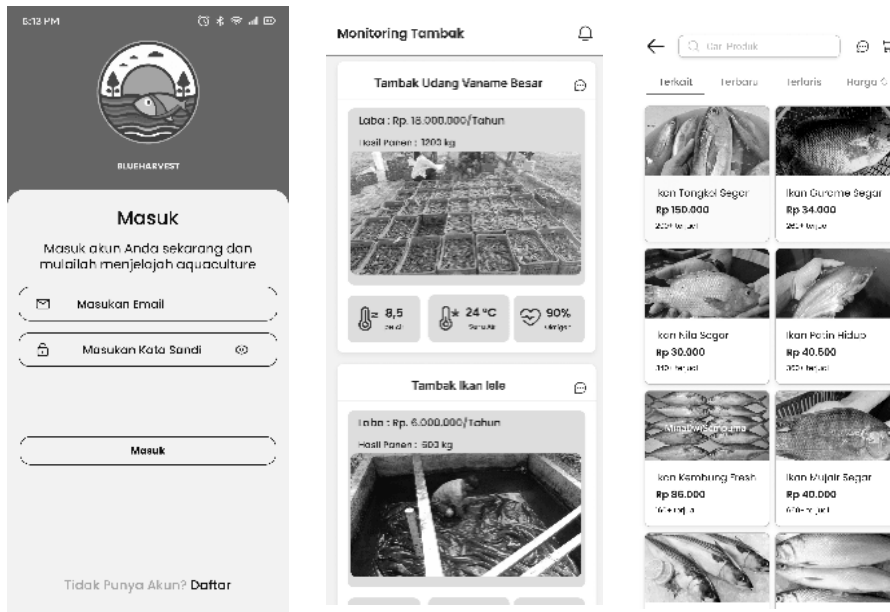 6:13 PM
BLUEHARVEST
Masuk
Masuk akun Anda sekarang dan
mulailah menjelajah aquaculture
Masukan Email
Masukan Kata Sandi
Masuk
Tidak Punya Akun? Daftar
Monitoring Tambak
Tambak Udang Vaname Besar
Laba : Rp. 18.000.000/Tahun
Hasil Panen : 1200 kg
8,5
24 °C
Suhu Air
90%
Oksigen
Tambak Ikan lele
Laba : Rp. 6.000.000/Tahun
Hasil Panen : 600 kg
Cari Produk
Terkait Terbaru Terlaris Harga
Ikan Tongkol Segar Ikan Gurame Segar
Rp 150.000 Rp 34.000
Ikan Nila Segar Ikan Patin Hidup
Rp 30.000 Rp 40.500
Ikan Kembung Fresh Ikan Mujair Segar
Rp 86.000 Rp 40.000